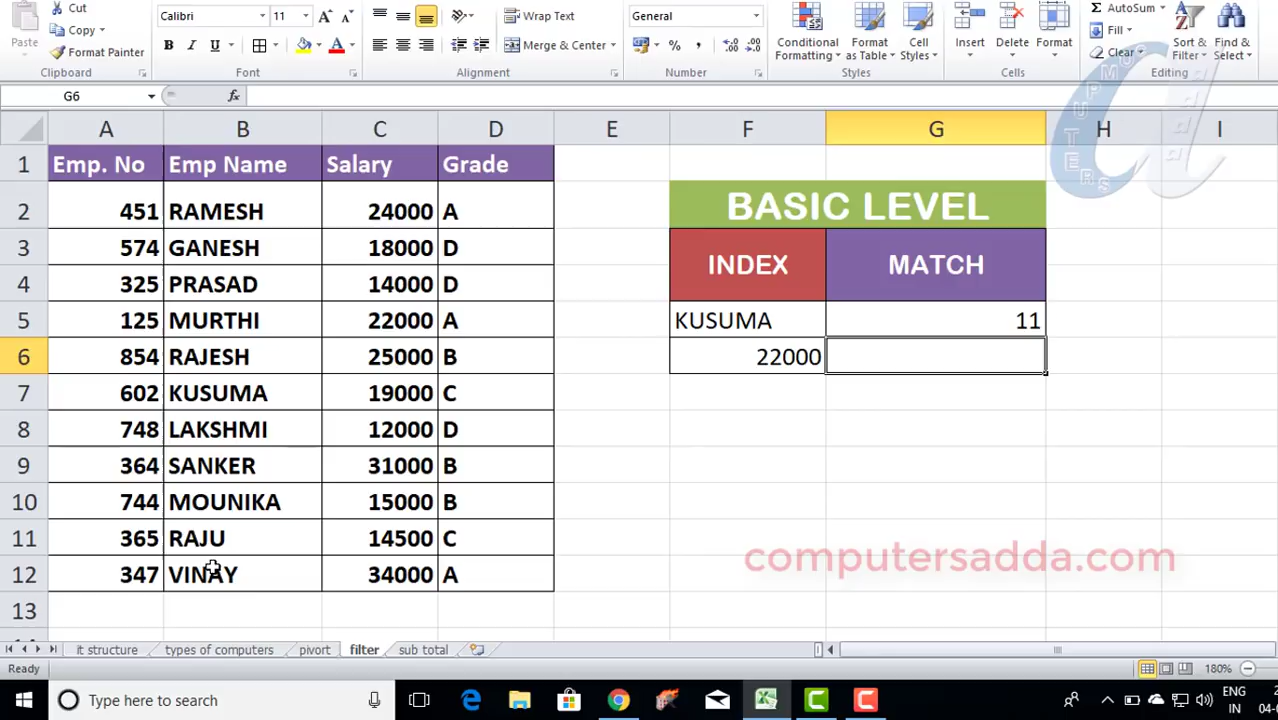 Calibri 11 Wrap Text General AutoSum
Paste Copy Fill
Format Painter B I U Merge & Center % Conditional Formatting Format as Table Cell Styles Insert Delete Format Clear Sort & Filter Find & Select
Clipboard Font Alignment Number Styles Cells Editing
G6 fx
A B C D E F G H I
1 Emp. No Emp Name Salary Grade
2 451 RAMESH 24000 A BASIC LEVEL
3 574 GANESH 18000 D INDEX MATCH
4 325 PRASAD 14000 D
5 125 MURTHI 22000 A KUSUMA 11
6 854 RAJESH 25000 B 22000
7 602 KUSUMA 19000 C
8 748 LAKSHMI 12000 D
9 364 SANKER 31000 B
10 744 MOUNIKA 15000 B
11 365 RAJU 14500 C
computersadda.com
12 347 VINAY 34000 A
13
it structure types of computers pivort filter sub total
Ready 180%
Type here to search ENG
IN